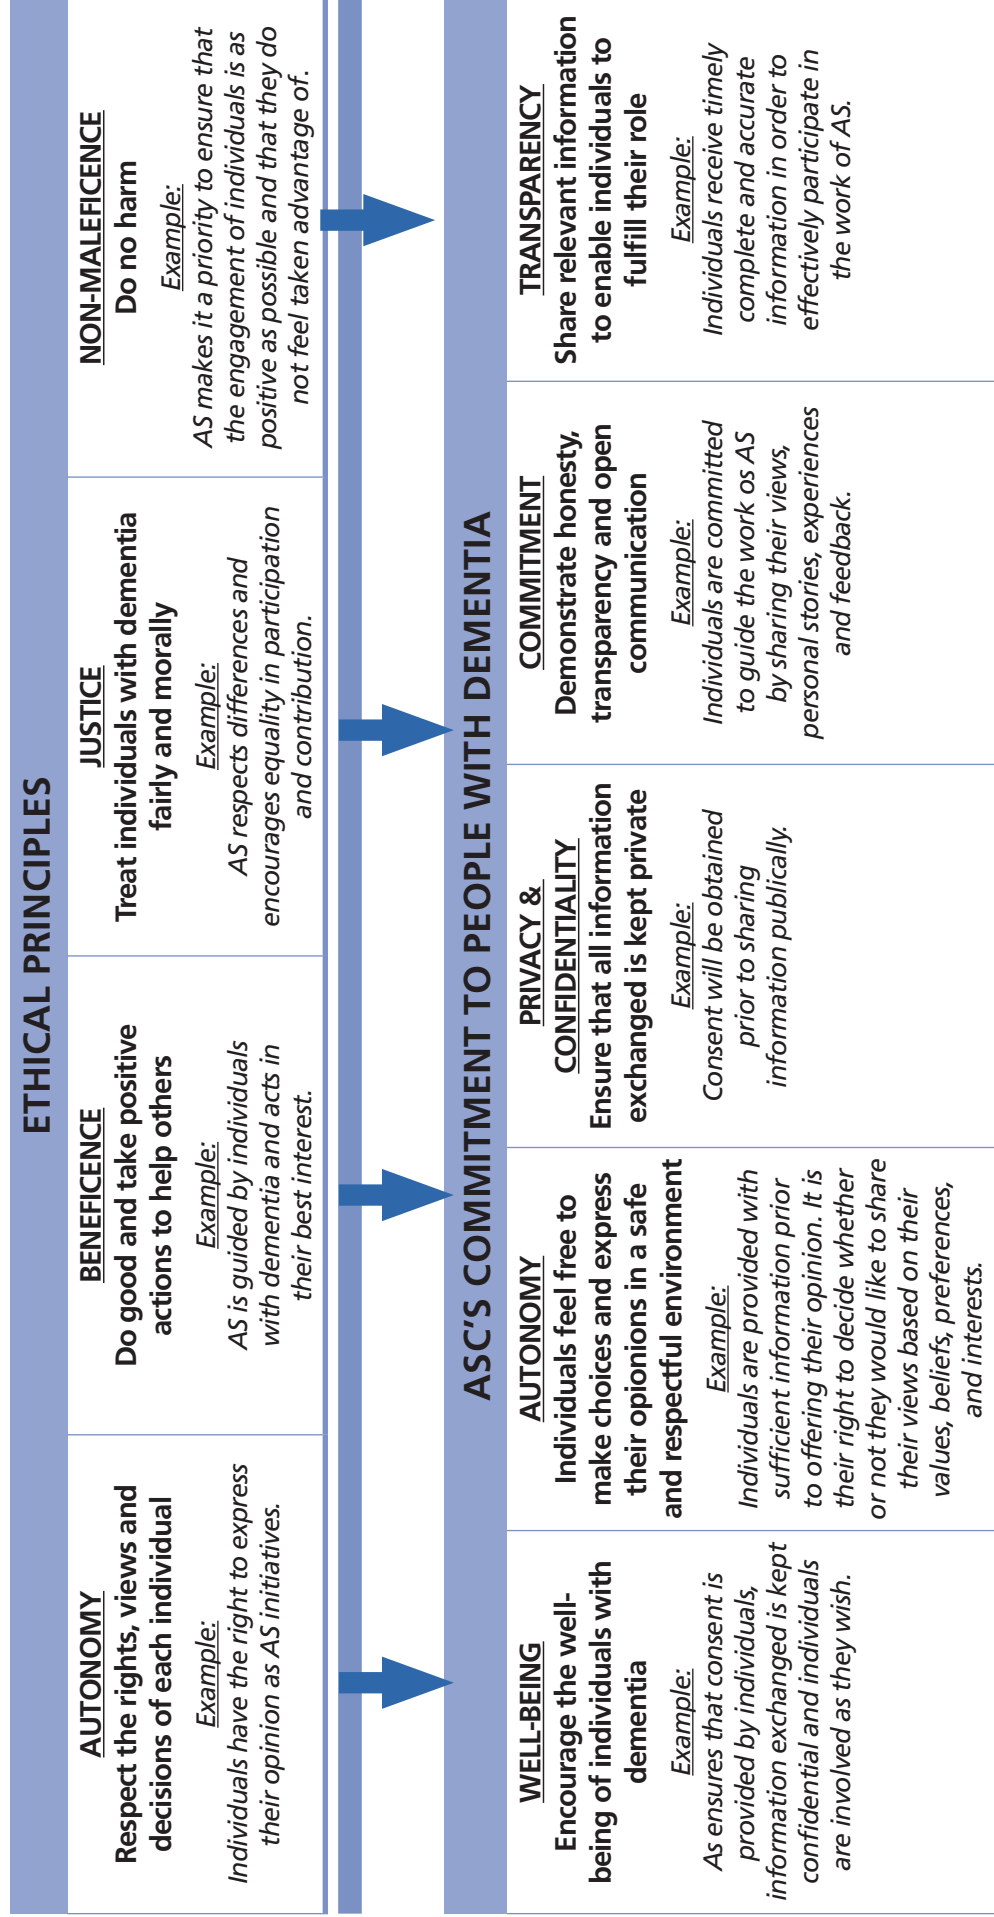 ETHICAL PRINCIPLES
AUTONOMY
Respect the rights, views and
decisions of each individual
Example:
Individuals have the right to express
their opinion as AS initiatives.
BENEFICENCE
Do good and take positive
actions to help others
Example:
AS is guided by individuals
with dementia and acts in
their best interest.
JUSTICE
Treat individuals with dementia
fairly and morally
Example:
AS respects differences and
encourages equality in participation
and contribution.
NON-MALEFICENCE
Do no harm
Example:
AS makes it a priority to ensure that
the engagement of individuals is as
positive as possible and that they do
not feel taken advantage of.
ASC'S COMMITMENT TO PEOPLE WITH DEMENTIA
WELL-BEING
Encourage the well-
being of individuals with
dementia
Example:
As ensures that consent is
provided by individuals,
information exchanged is kept
confidential and individuals
are involved as they wish.
AUTONOMY
Individuals feel free to
make choices and express
their opionions in a safe
and respectful environment
Example:
Individuals are provided with
sufficient information prior
to offering their opinion. It is
their right to decide whether
or not they would like to share
their views based on their
values, beliefs, preferences,
and interests.
PRIVACY &
CONFIDENTIALITY
Ensure that all information
exchanged is kept private
Example:
Consent will be obtained
prior to sharing
information publically.
COMMITMENT
Demonstrate honesty,
transparency and open
communication
Example:
Individuals are committed
to guide the work os AS
by sharing their views,
personal stories, experiences
and feedback.
TRANSPARENCY
Share relevant information
to enable individuals to
fulfill their role
Example:
Individuals receive timely
complete and accurate
information in order to
effectively participate in
the work of AS.